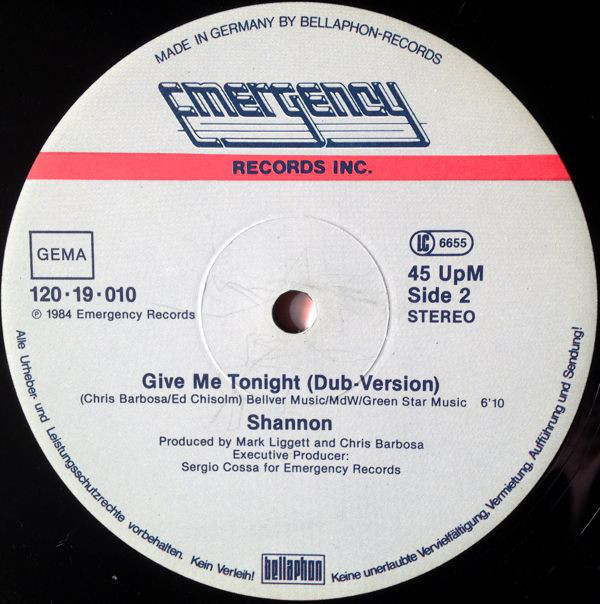 MADE IN GERMANY BY BELLAPHON-RECORDS
Emergency
RECORDS INC.
GEMA
LC 6655
120·19·010
℗ 1984 Emergency Records
45 UpM
Side 2
STEREO
Give Me Tonight (Dub-Version)
(Chris Barbosa/Ed Chisolm) Bellver Music/MdW/Green Star Music 6'10
Shannon
Produced by Mark Liggett and Chris Barbosa
Executive Producer:
Sergio Cossa for Emergency Records
Alle Urheber- und Leistungsschutzrechte vorbehalten. Kein Verleih!
bellaphon
Keine unerlaubte Vervielfältigung, Vermietung, Aufführung und Sendung!